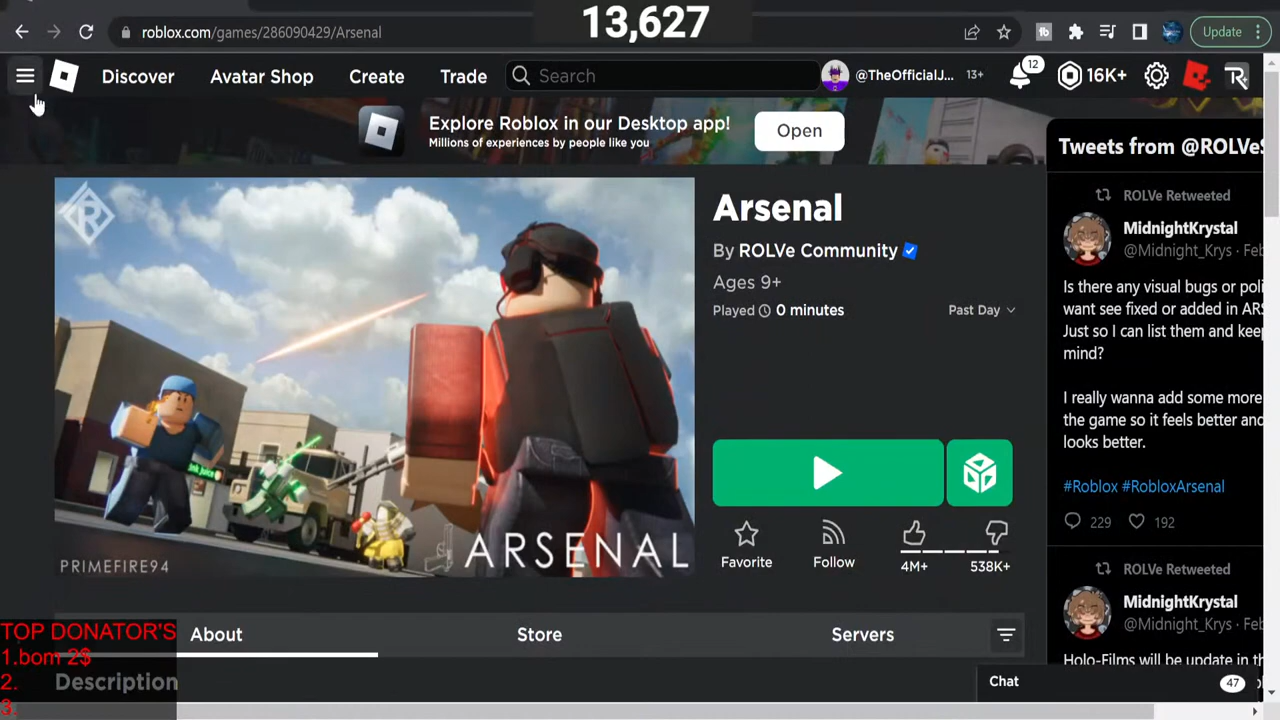 13,627
roblox.com/games/286090429/Arsenal
Update
Discover
Avatar Shop
Create
Trade
Search
@TheOfficialJ...
13+
12
16K+
Explore Roblox in our Desktop app!
Millions of experiences by people like you
Open
Tweets from @ROLVeS
Arsenal
By ROLVe Community
Ages 9+
Played 0 minutes
Past Day
ROLVe Retweeted
MidnightKrystal
@Midnight_Krys · Feb
Is there any visual bugs or poli
want see fixed or added in ARS
Just so I can list them and keep
mind?
I really wanna add some more
the game so it feels better and
looks better.
#Roblox #RobloxArsenal
229
192
ARSENAL
PRIMEFIRE94
Favorite
Follow
4M+
538K+
ROLVe Retweeted
MidnightKrystal
@Midnight_Krys · Feb
Holo-Films will be update in th
TOP DONATOR'S
1.bom 2$
2.
3.
About
Store
Servers
Description
Chat
47